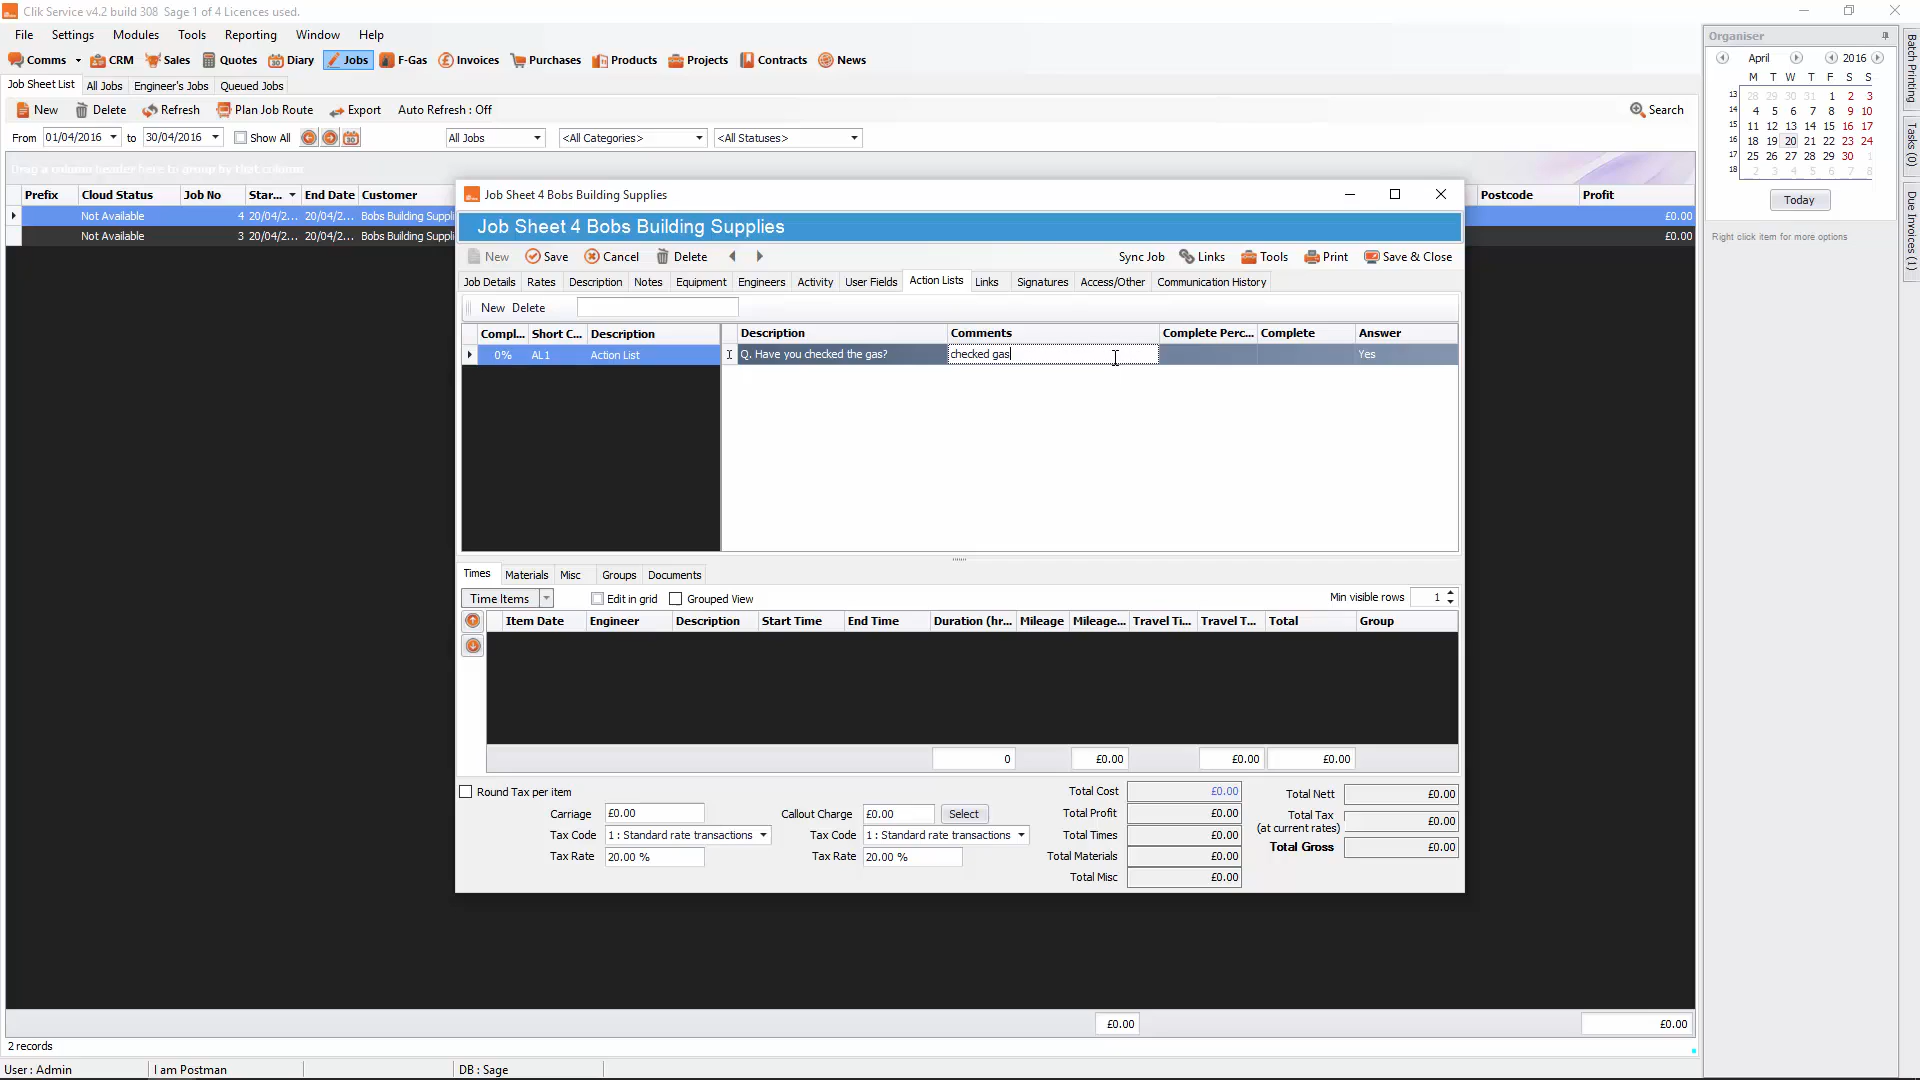 Clik Service v4.2 build 308 Sage 1 of 4 Licences used.
File Settings Modules Tools Reporting Window Help
Comms CRM Sales Quotes Diary Jobs F-Gas Invoices Purchases Products Projects Contracts News
Job Sheet List All Jobs Engineer's Jobs Queued Jobs
New Delete Refresh Plan Job Route Export Auto Refresh : Off Search
From 01/04/2016 to 30/04/2016 Show All 30 All Jobs <All Categories> <All Statuses>
Drag a column header here to group by that column
Prefix Cloud Status Job No Star... End Date Customer Postcode Profit
Not Available 4 20/04/2... 20/04/2... Bobs Building Suppli £0.00
Not Available 3 20/04/2... 20/04/2... Bobs Building Suppli £0.00
Job Sheet 4 Bobs Building Supplies
Job Sheet 4 Bobs Building Supplies
New Save Cancel Delete Sync Job Links Tools Print Save & Close
Job Details Rates Description Notes Equipment Engineers Activity User Fields Action Lists Links Signatures Access/Other Communication History
New Delete
Compl... Short C... Description Description Comments Complete Perc... Complete Answer
0% AL1 Action List Q. Have you checked the gas? checked gas Yes
Times Materials Misc Groups Documents
Time Items Edit in grid Grouped View Min visible rows 1
Item Date Engineer Description Start Time End Time Duration (hr... Mileage Mileage... Travel Ti... Travel T... Total Group
0 £0.00 £0.00 £0.00
Round Tax per item
Carriage £0.00 Callout Charge £0.00 Select
Tax Code 1 : Standard rate transactions Tax Code 1 : Standard rate transactions
Tax Rate 20.00 % Tax Rate 20.00 %
Total Cost £0.00
Total Profit £0.00
Total Times £0.00
Total Materials £0.00
Total Misc £0.00
Total Nett £0.00
Total Tax £0.00
(at current rates)
Total Gross £0.00
£0.00 £0.00
2 records
User : Admin I am Postman DB : Sage
Organiser
April 2016
M T W T F S S
13 28 29 30 31 1 2 3
14 4 5 6 7 8 9 10
15 11 12 13 14 15 16 17
16 18 19 20 21 22 23 24
17 25 26 27 28 29 30 1
18 2 3 4 5 6 7 8
Today
Right click item for more options
Batch Printing
Tasks (0)
Due Invoices (1)